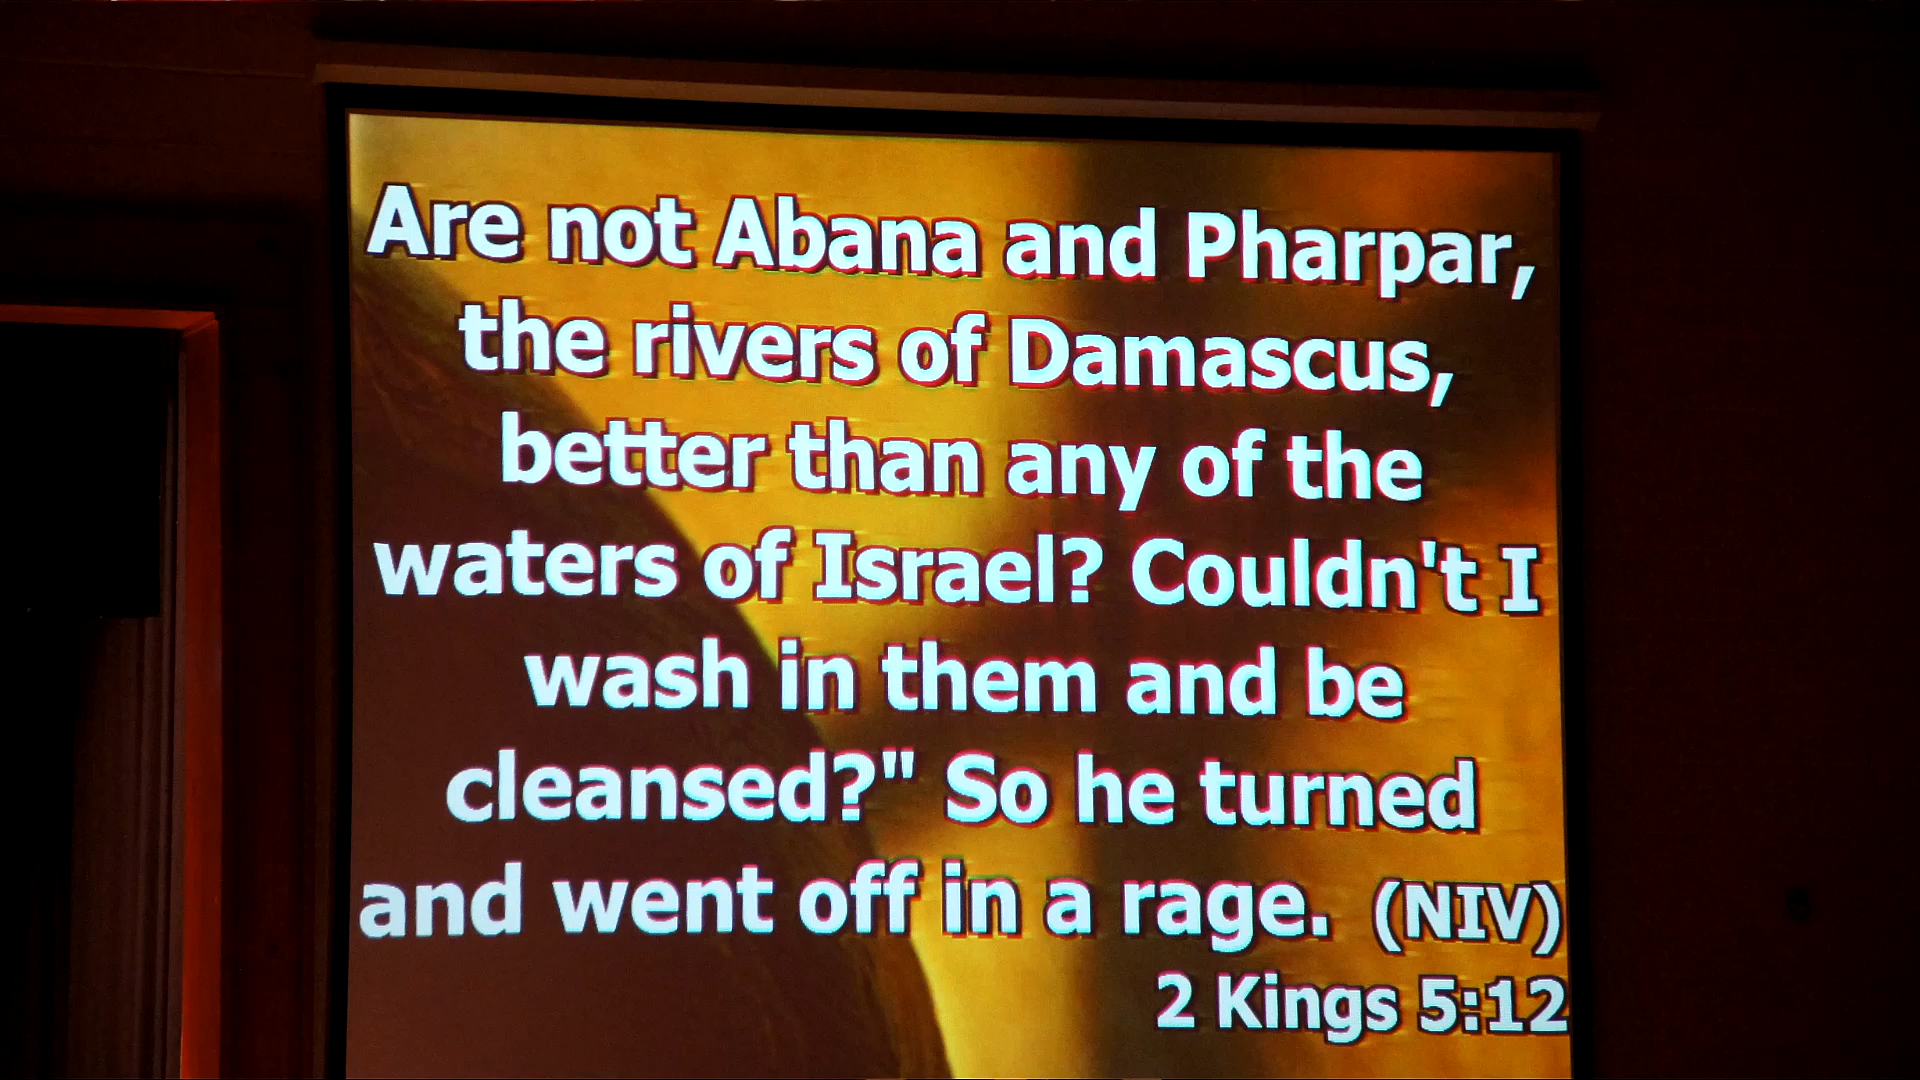 Are not Abana and Pharpar,
the rivers of Damascus,
better than any of the
waters of Israel? Couldn't I
wash in them and be
cleansed?" So he turned
and went off in a rage. (NIV)
2 Kings 5:12